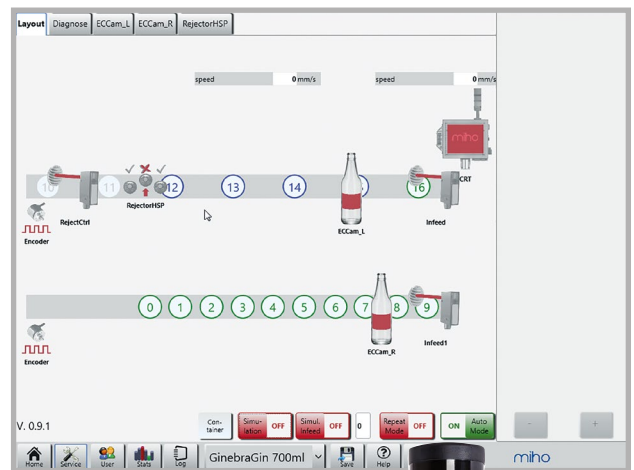 Layout Diagnose ECCam_L ECCam_R RejectorHSP
speed 0 mm/s speed 0 mm/s
miho
CRT
10 11 12 13 14 16
RejectCtrl RejectorHSP ECCam_L Infeed
Encoder
0 1 2 3 4 5 6 7 8 9
ECCam_R Infeed1
Encoder
V. 0.9.1
Con-
tainer
Simu-
lation OFF
Simul.
Infeed OFF
0
Repeat
Mode OFF
ON Auto
Mode
- +
Home Service User Stats Log GinebraGin 700ml Save Help miho